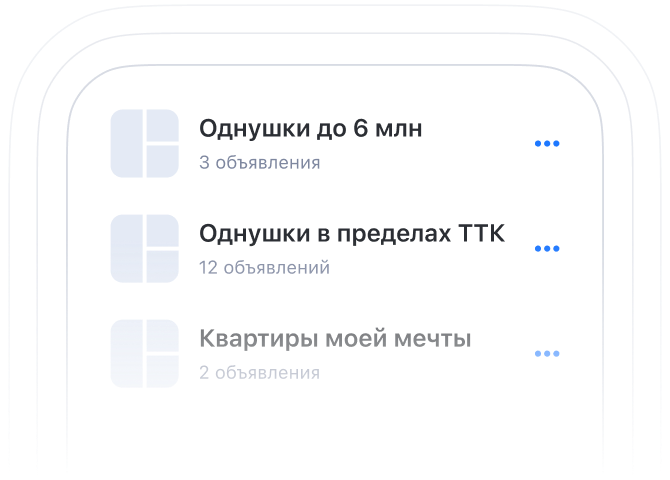 Однушки до 6 млн
3 объявления
Однушки в пределах ТТК
12 объявлений
Квартиры моей мечты
2 объявления